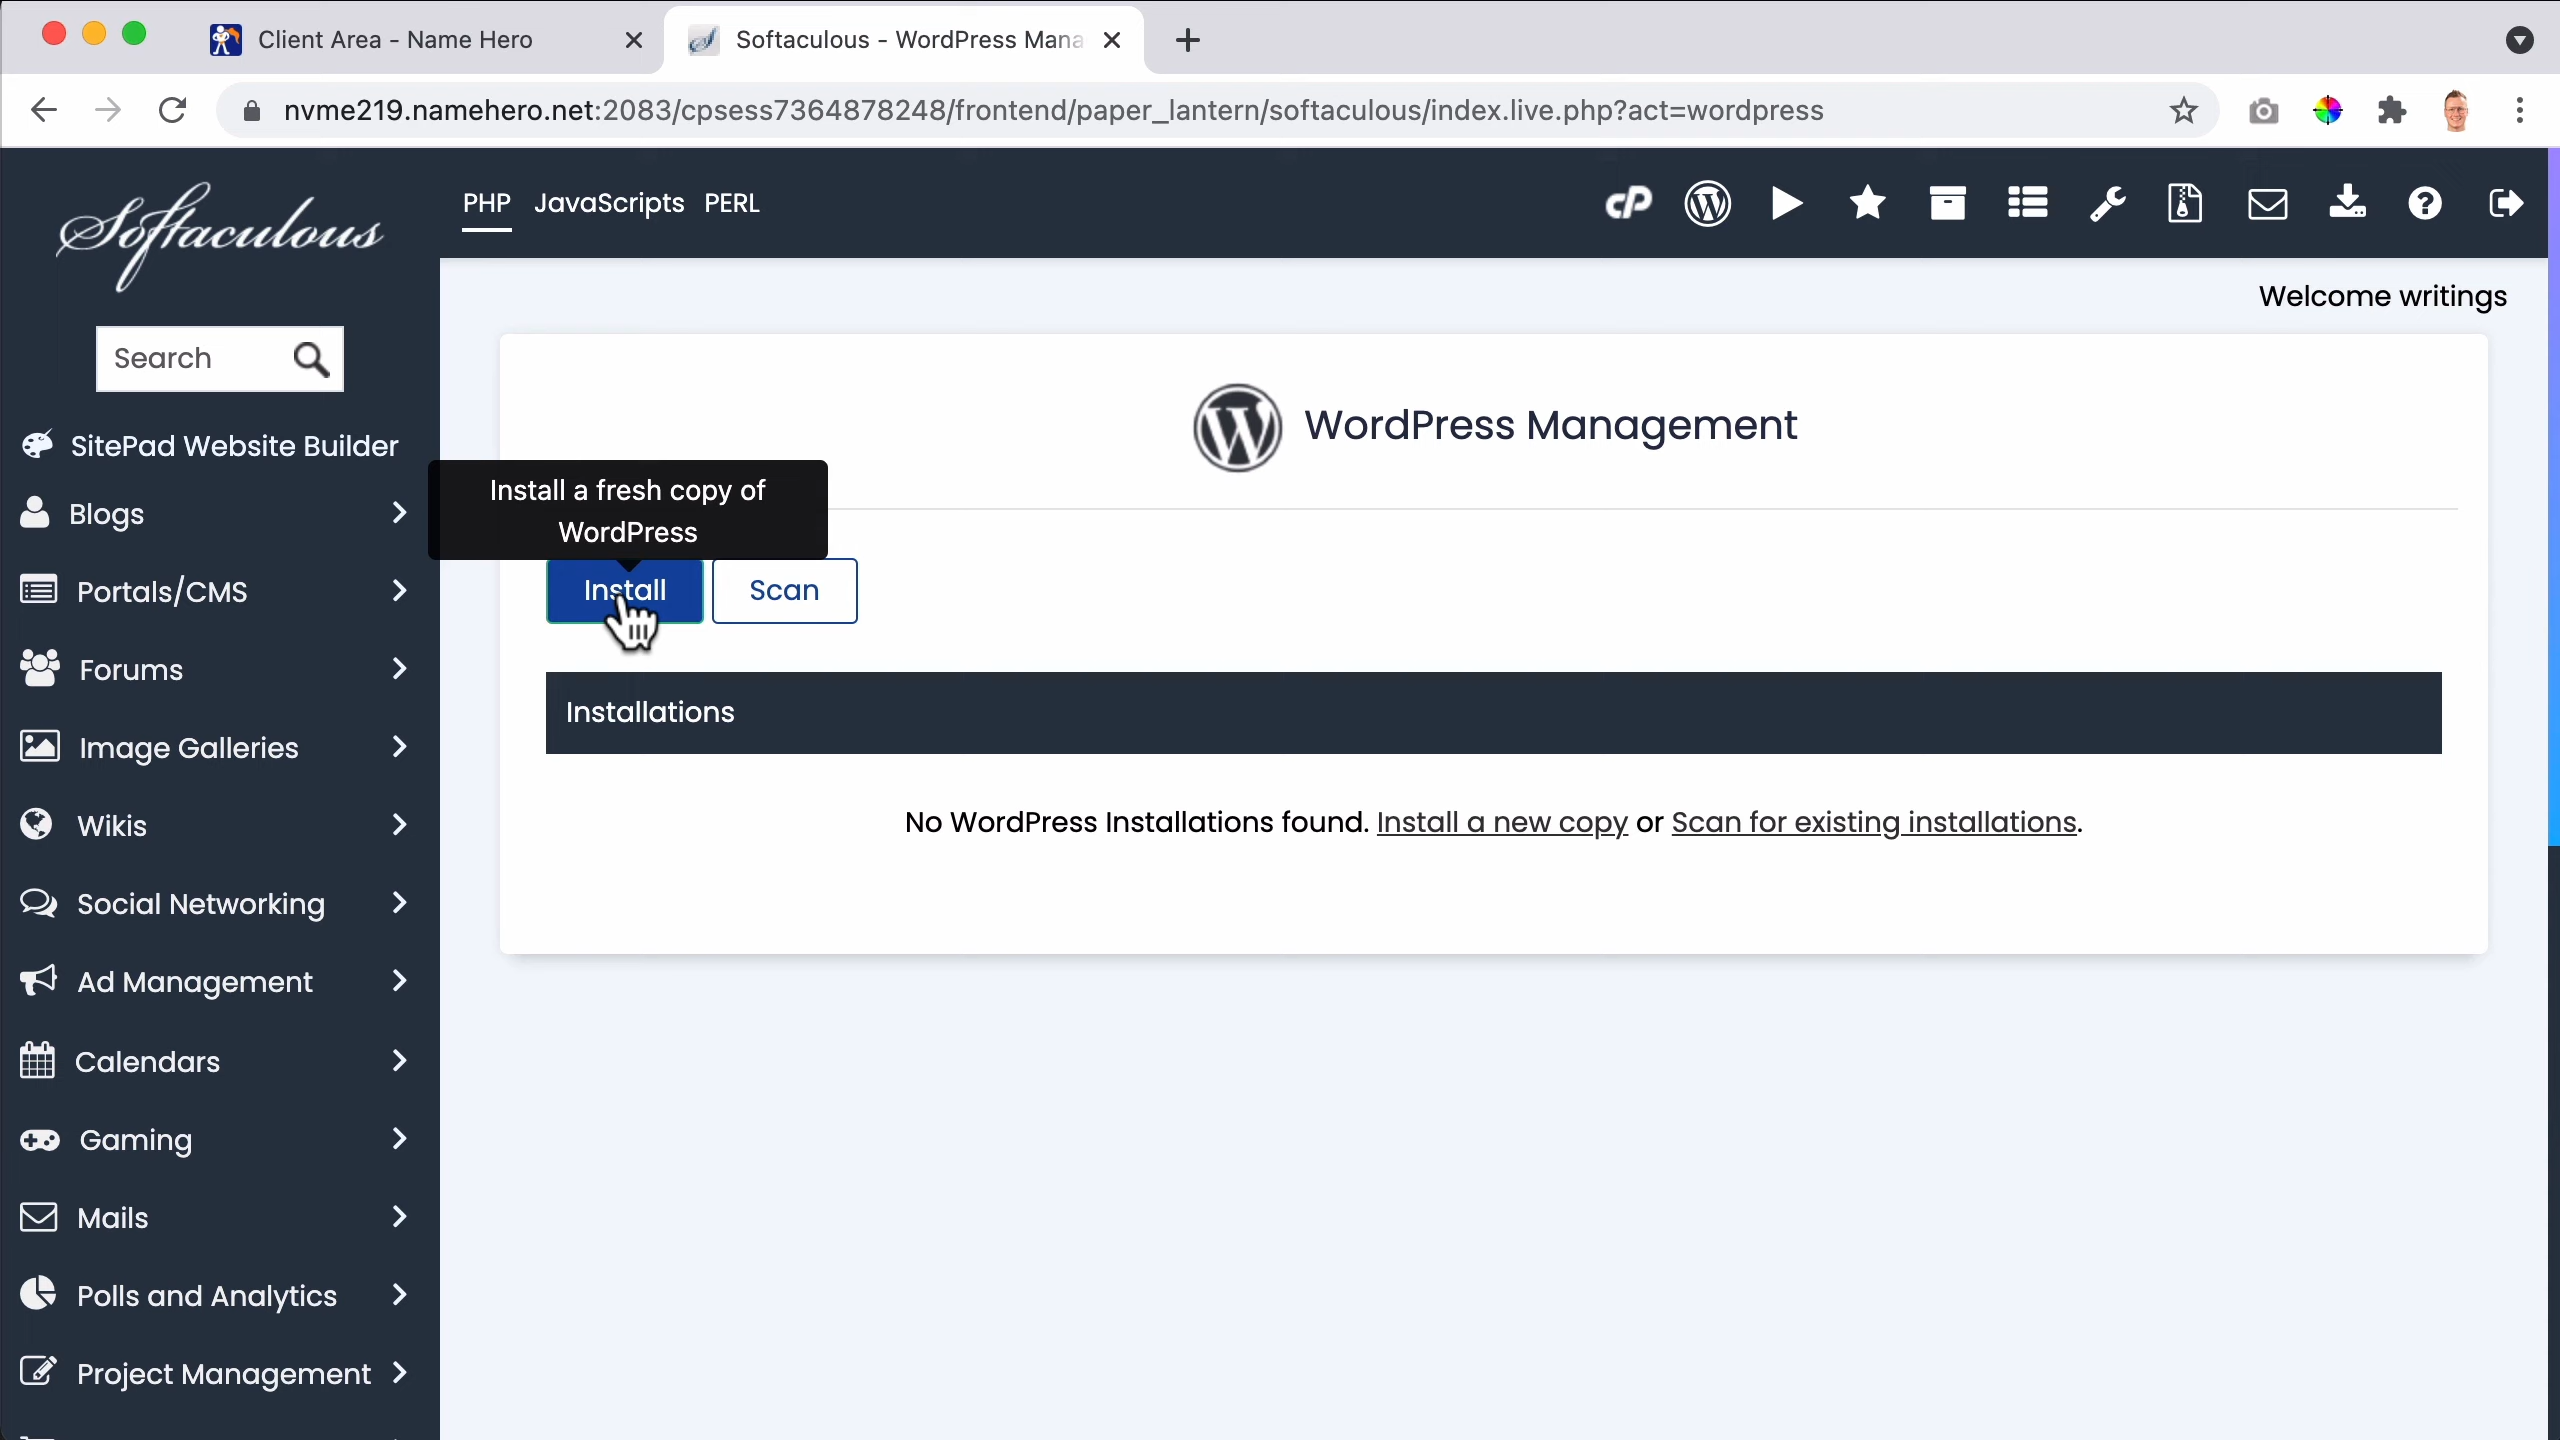 Client Area - Name Hero
Softaculous - WordPress Mana
nvme219.namehero.net:2083/cpsess7364878248/frontend/paper_lantern/softaculous/index.live.php?act=wordpress
Softaculous
PHP JavaScripts PERL
cP
Welcome writings
Search
SitePad Website Builder
Blogs
Portals/CMS
Forums
Image Galleries
Wikis
Social Networking
Ad Management
Calendars
Gaming
Mails
Polls and Analytics
Project Management
WordPress Management
Install a fresh copy of
WordPress
Install Scan
Installations
No WordPress Installations found. Install a new copy or Scan for existing installations.